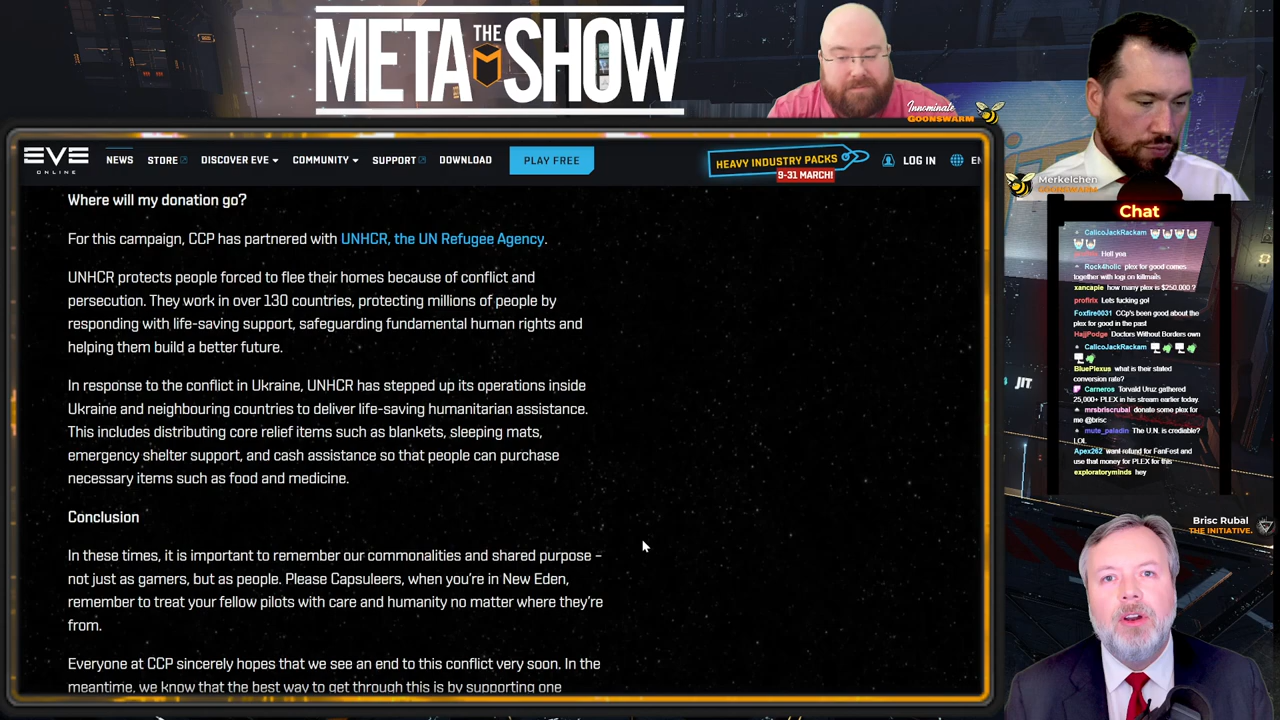 META THE SHOW
Innominate
GOONSWARM
Merkelchen
GOONSWARM
EVE
ONLINE
NEWS
STORE
DISCOVER EVE
COMMUNITY
SUPPORT
DOWNLOAD
PLAY FREE
HEAVY INDUSTRY PACKS
9-31 MARCH!
LOG IN
EN
Where will my donation go?
For this campaign, CCP has partnered with UNHCR, the UN Refugee Agency.
UNHCR protects people forced to flee their homes because of conflict and
persecution. They work in over 130 countries, protecting millions of people by
responding with life-saving support, safeguarding fundamental human rights and
helping them build a better future.
In response to the conflict in Ukraine, UNHCR has stepped up its operations inside
Ukraine and neighbouring countries to deliver life-saving humanitarian assistance.
This includes distributing core relief items such as blankets, sleeping mats,
emergency shelter support, and cash assistance so that people can purchase
necessary items such as food and medicine.
Conclusion
In these times, it is important to remember our commonalities and shared purpose –
not just as gamers, but as people. Please Capsuleers, when you're in New Eden,
remember to treat your fellow pilots with care and humanity no matter where they're
from.
Everyone at CCP sincerely hopes that we see an end to this conflict very soon. In the
meantime, we know that the best way to get through this is by supporting one
Chat
CalicoJackRackam
Hell yea
Rock4holic plex for good comes
together with logi on killmails
xancaple how many plex is $250.000 ?
profirix Lets fucking go!
Foxfire0031 CCp's been good about the
plex for good in the past
HajjPodge Doctors Without Borders own
CalicoJackRackam
BluePlexus what is their stated
conversion rate?
Carneros Torvald Uruz gathered
25,000+ PLEX in his stream earlier today.
mrsbriscrubal donate some plex for
me @brisc
mute_paladin The U.N. is crediable?
LOL
Apex262 want rufund for FanFest and
use that money for PLEX for this
exploratoryminds hey
JIT
Brisc Rubal
THE INITIATIVE.